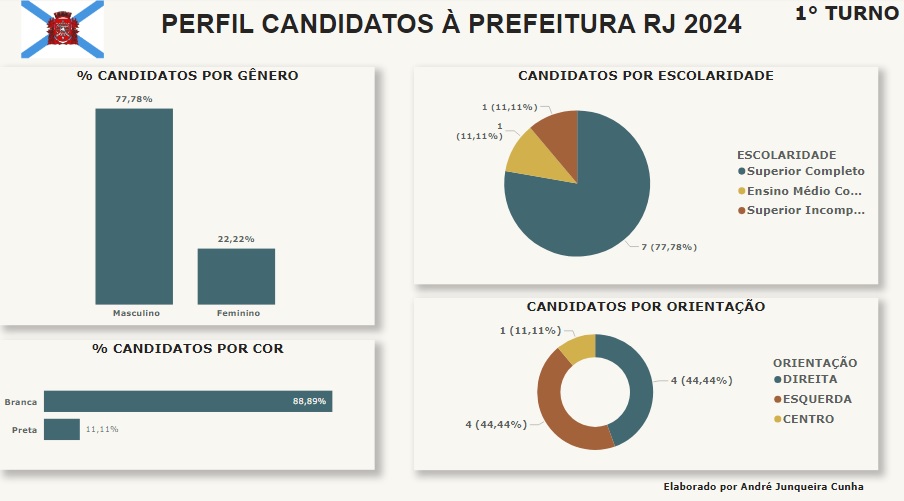 PERFIL CANDIDATOS À PREFEITURA RJ 2024
1° TURNO
% CANDIDATOS POR GÊNERO
77,78%
22,22%
Masculino
Feminino
% CANDIDATOS POR COR
Branca
88,89%
Preta
11,11%
CANDIDATOS POR ESCOLARIDADE
1 (11,11%)
1
(11,11%)
7 (77,78%)
ESCOLARIDADE
Superior Completo
Ensino Médio Co...
Superior Incomp...
CANDIDATOS POR ORIENTAÇÃO
1 (11,11%)
4 (44,44%)
4 (44,44%)
ORIENTAÇÃO
DIREITA
ESQUERDA
CENTRO
Elaborado por André Junqueira Cunha